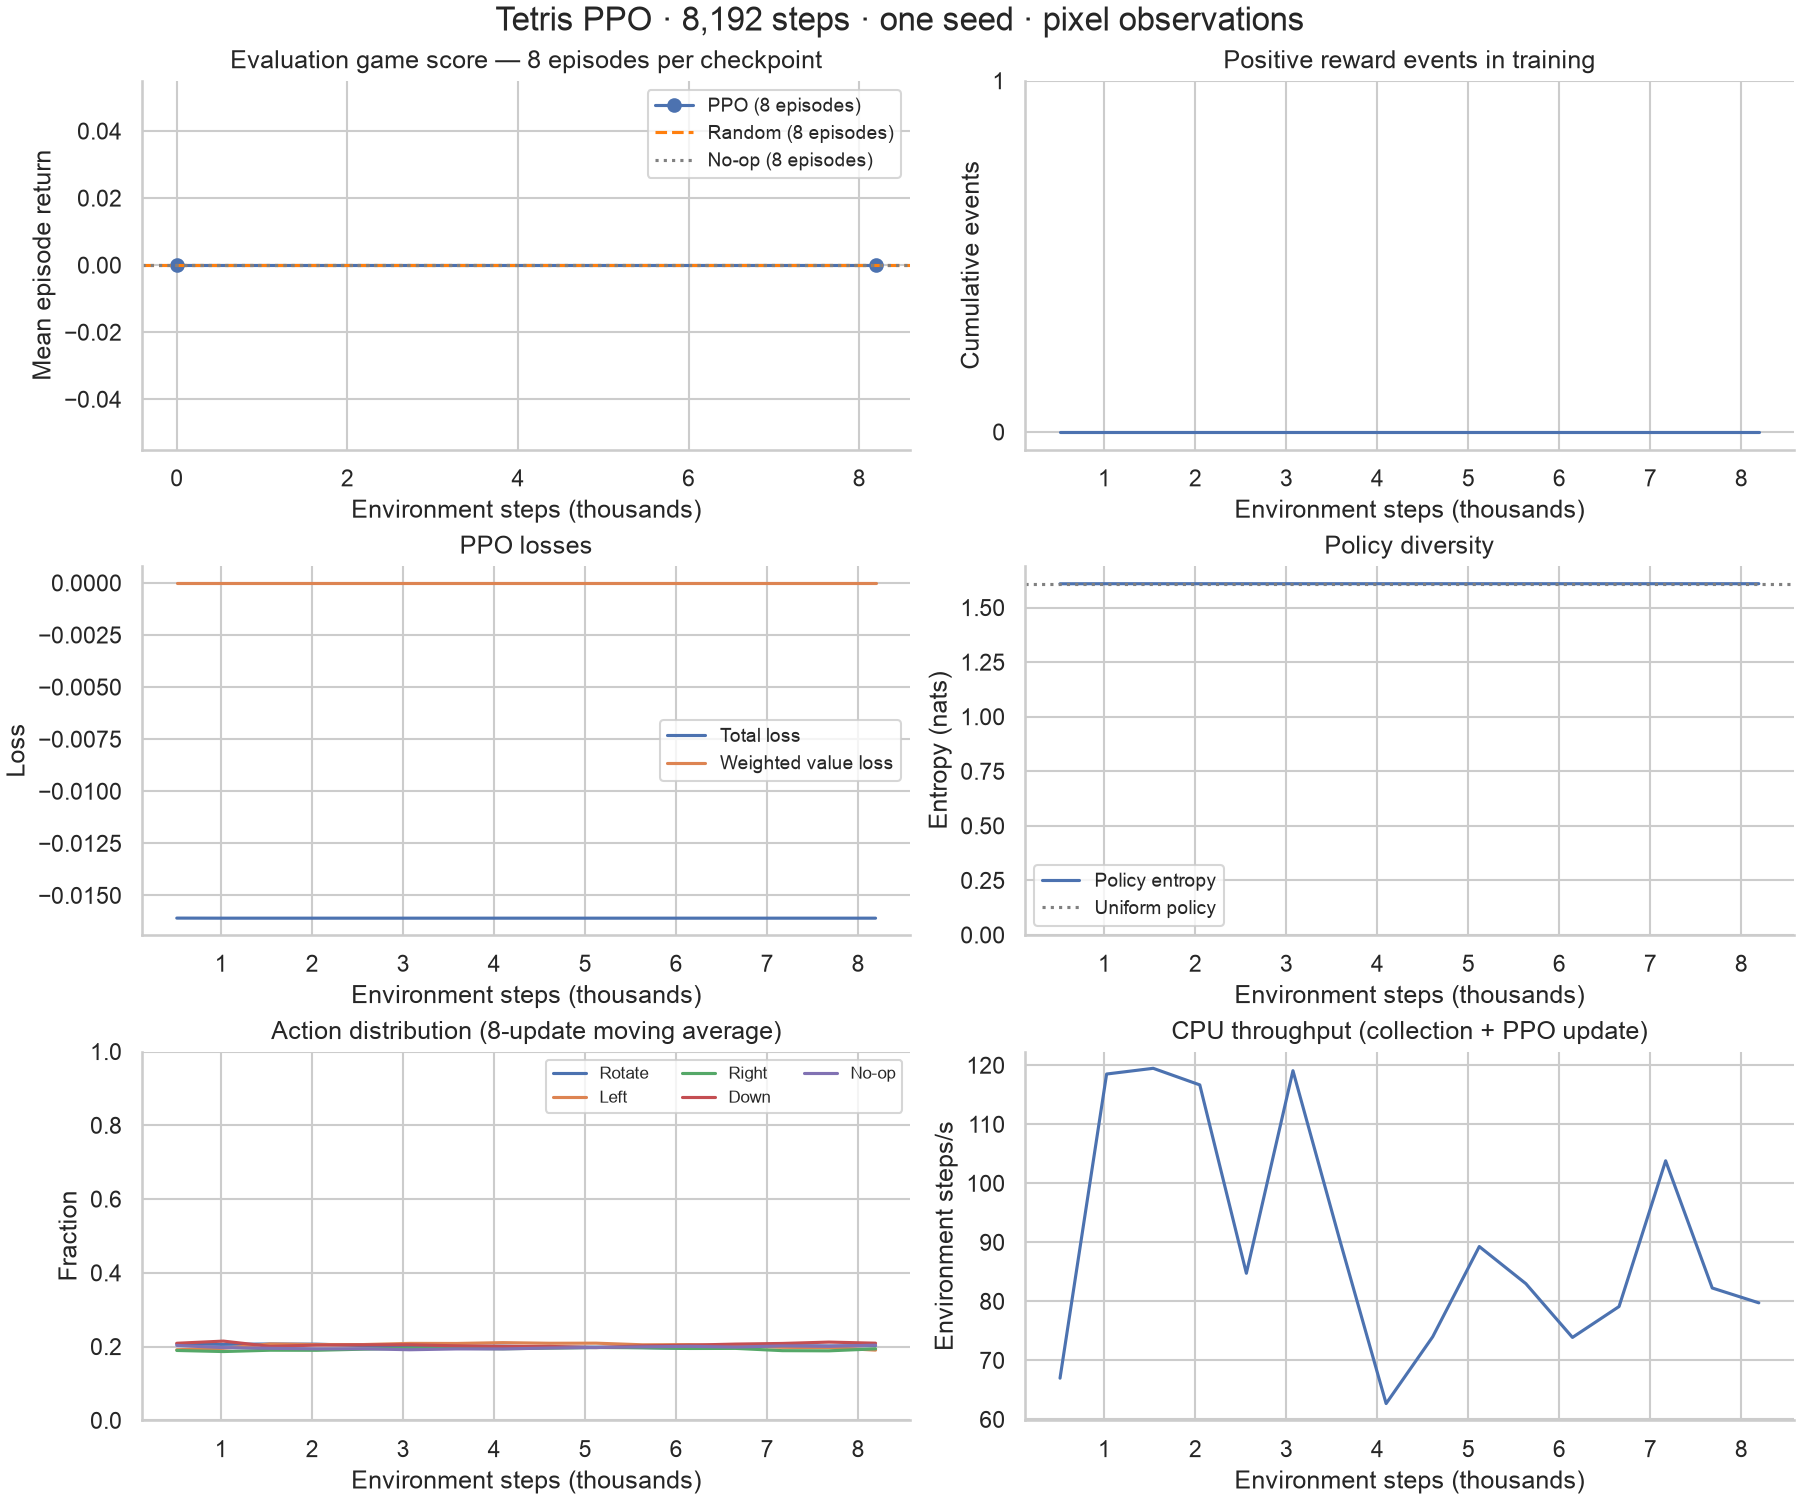 Tetris PPO · 8,192 steps · one seed · pixel observations
Evaluation game score — 8 episodes per checkpoint
Mean episode return
0.04
0.02
0.00
−0.02
−0.04
PPO (8 episodes)
Random (8 episodes)
No-op (8 episodes)
0 2 4 6 8
Environment steps (thousands)
Positive reward events in training
Cumulative events
1
0
1 2 3 4 5 6 7 8
Environment steps (thousands)
PPO losses
Loss
0.0000
−0.0025
−0.0050
−0.0075
−0.0100
−0.0125
−0.0150
Total loss
Weighted value loss
1 2 3 4 5 6 7 8
Environment steps (thousands)
Policy diversity
Entropy (nats)
1.50
1.25
1.00
0.75
0.50
0.25
0.00
Policy entropy
Uniform policy
1 2 3 4 5 6 7 8
Environment steps (thousands)
Action distribution (8-update moving average)
Fraction
1.0
0.8
0.6
0.4
0.2
0.0
Rotate Right No-op
Left Down
1 2 3 4 5 6 7 8
Environment steps (thousands)
CPU throughput (collection + PPO update)
Environment steps/s
120
110
100
90
80
70
60
1 2 3 4 5 6 7 8
Environment steps (thousands)